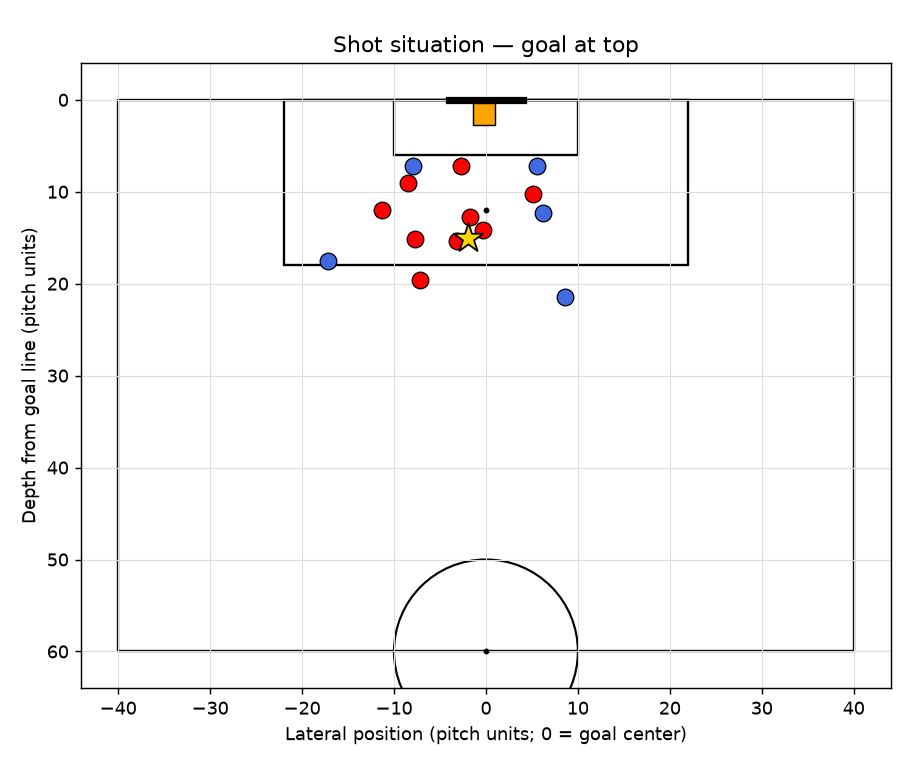 Shot situation — goal at top
Depth from goal line (pitch units)
0
10
20
30
40
50
60
−40 −30 −20 −10 0 10 20 30 40
Lateral position (pitch units; 0 = goal center)